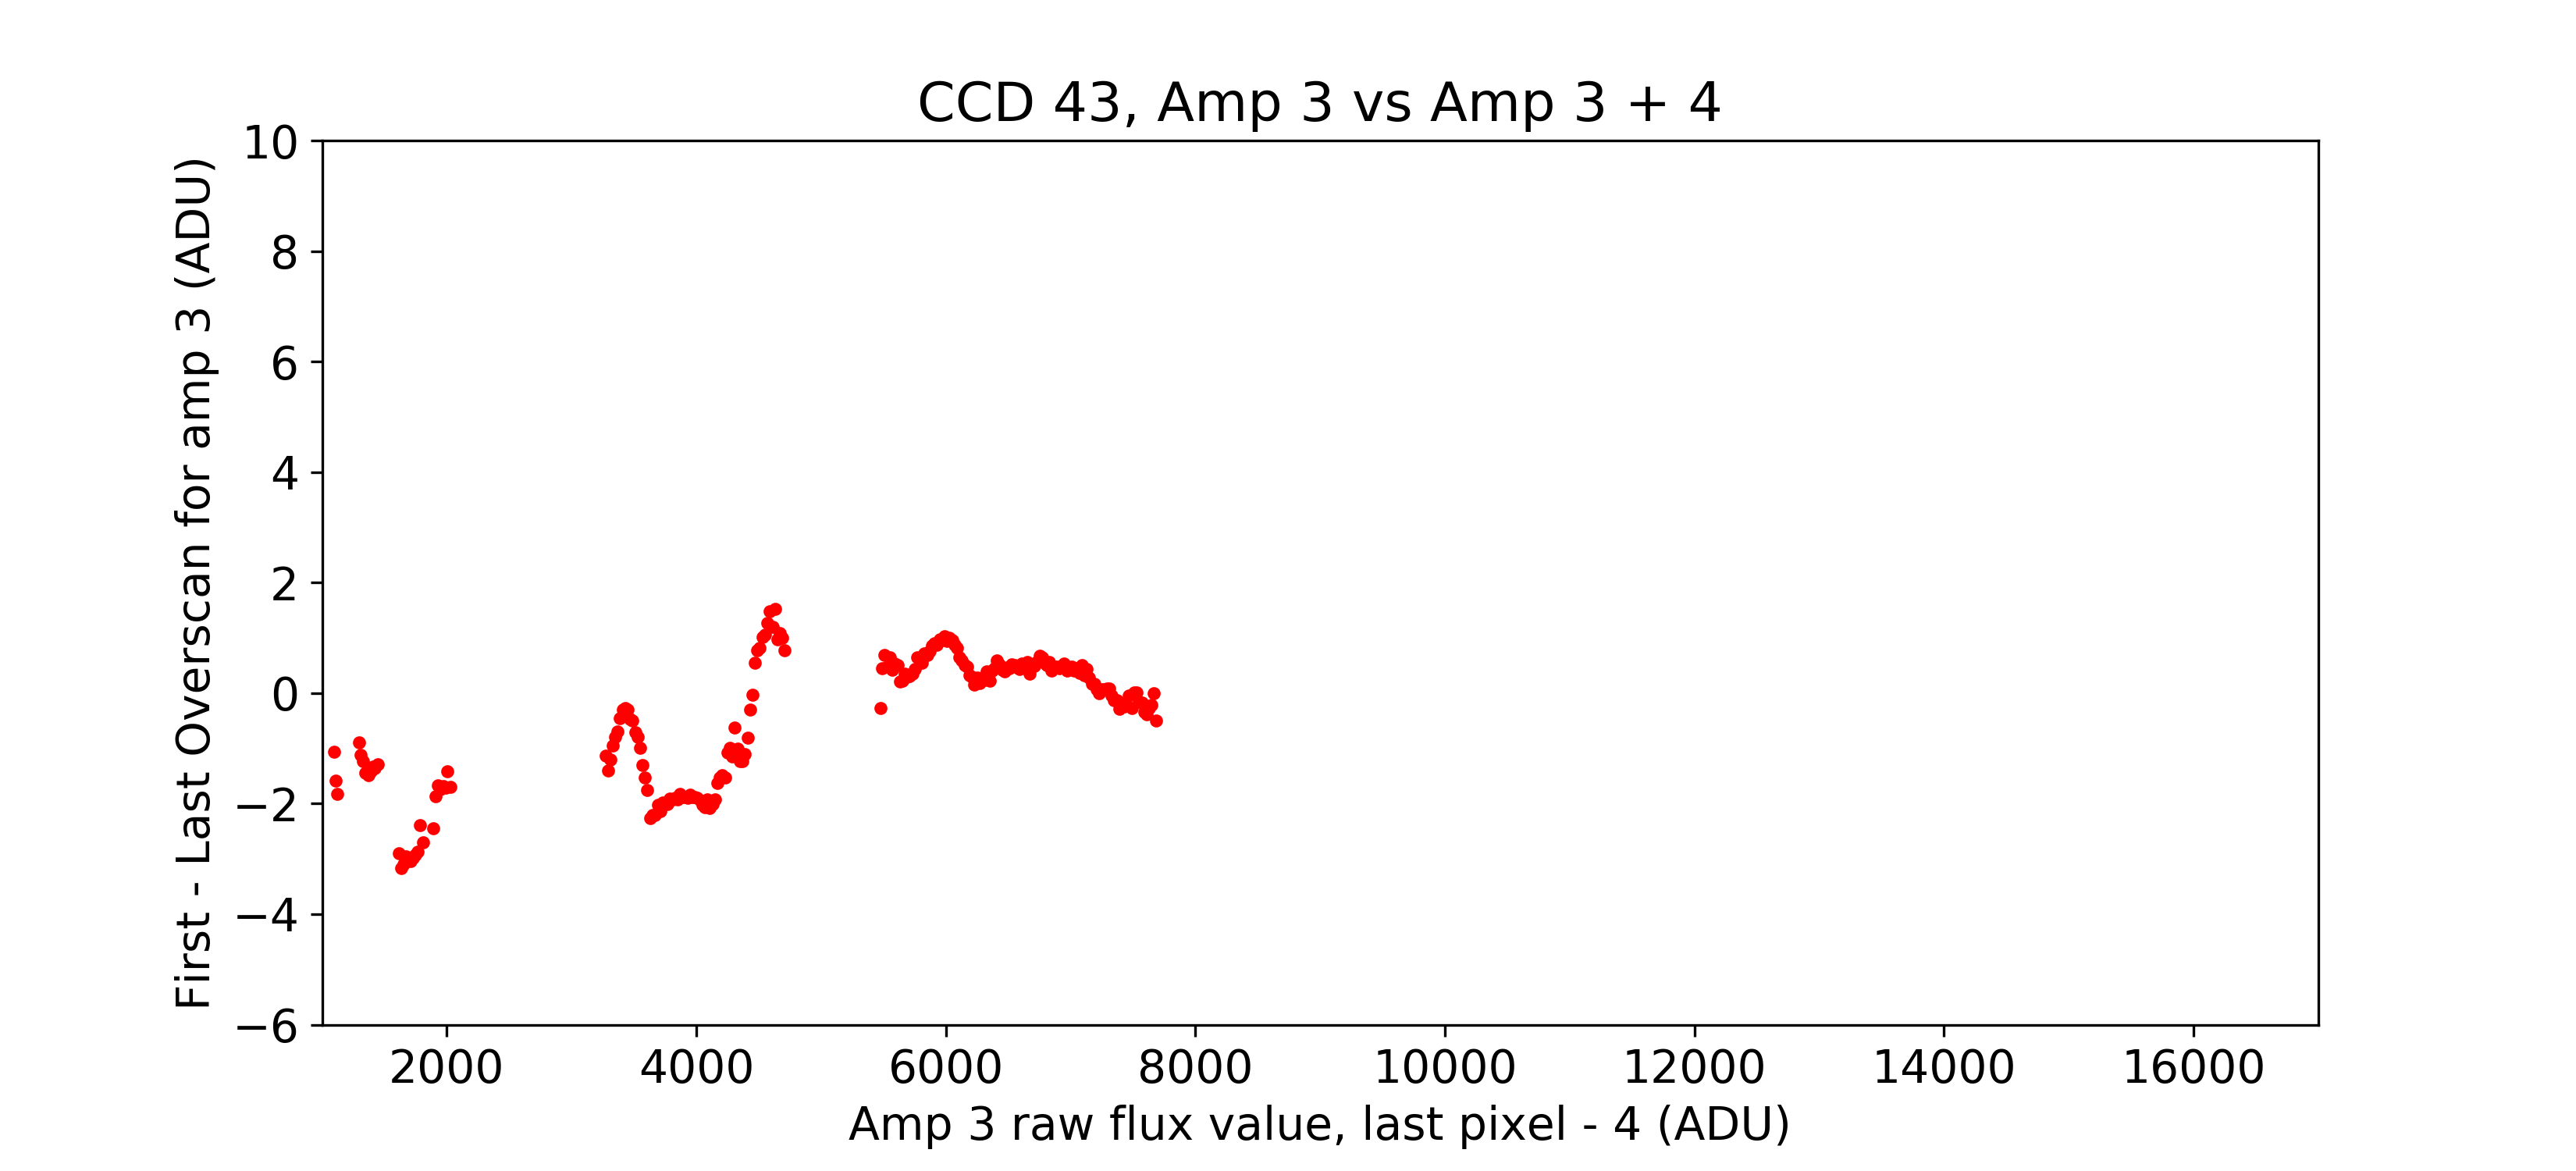 CCD 43, Amp 3 vs Amp 3 + 4
First - Last Overscan for amp 3 (ADU)
10
8
6
4
2
0
−2
−4
−6
2000 4000 6000 8000 10000 12000 14000 16000
Amp 3 raw flux value, last pixel - 4 (ADU)